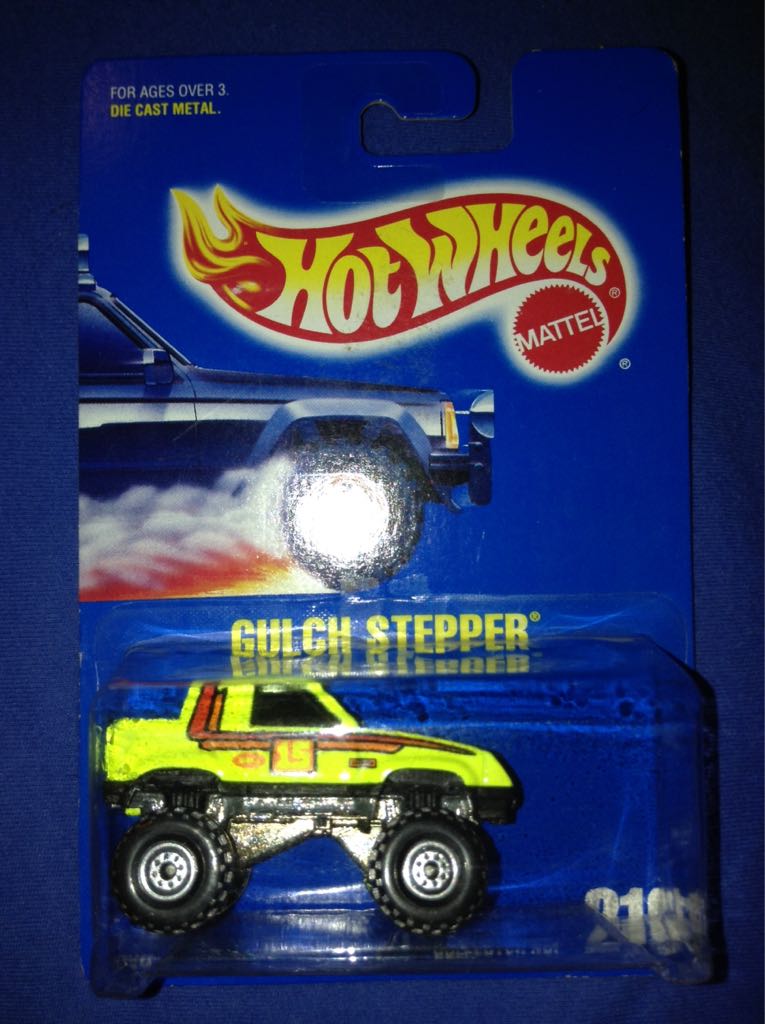 FOR AGES OVER 3.
DIE CAST METAL.
HOT WHEELS®
MATTEL
®
GULCH STEPPER®